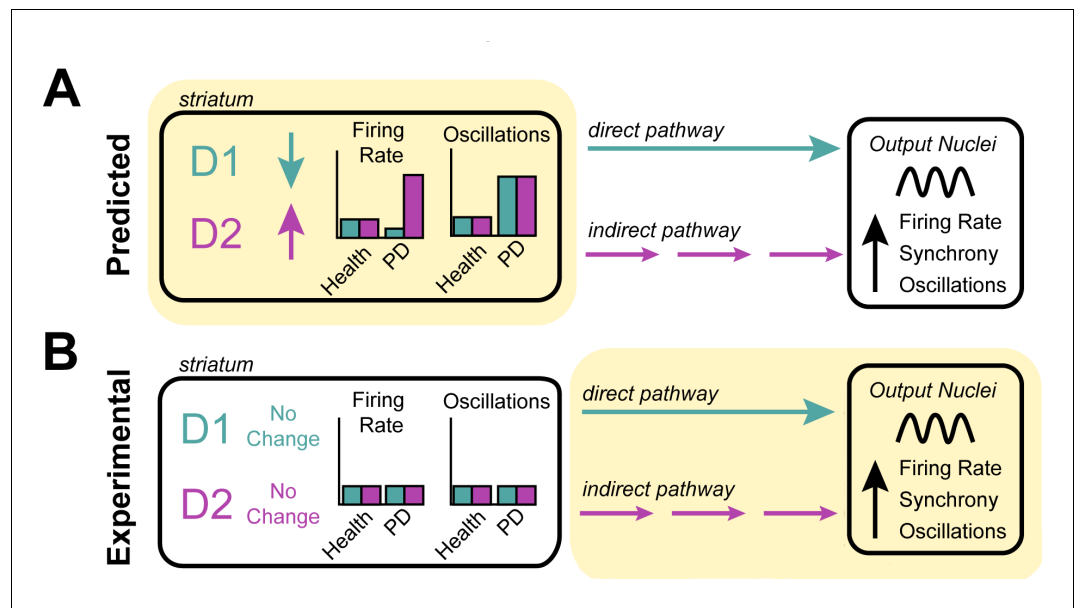 A
Predicted
striatum
D1
D2
Firing
Rate
Health
PD
Oscillations
Health
PD
direct pathway
indirect pathway
Output Nuclei
Firing Rate
Synchrony
Oscillations
B
Experimental
striatum
D1
No
Change
D2
No
Change
Firing
Rate
Health
PD
Oscillations
Health
PD
direct pathway
indirect pathway
Output Nuclei
Firing Rate
Synchrony
Oscillations